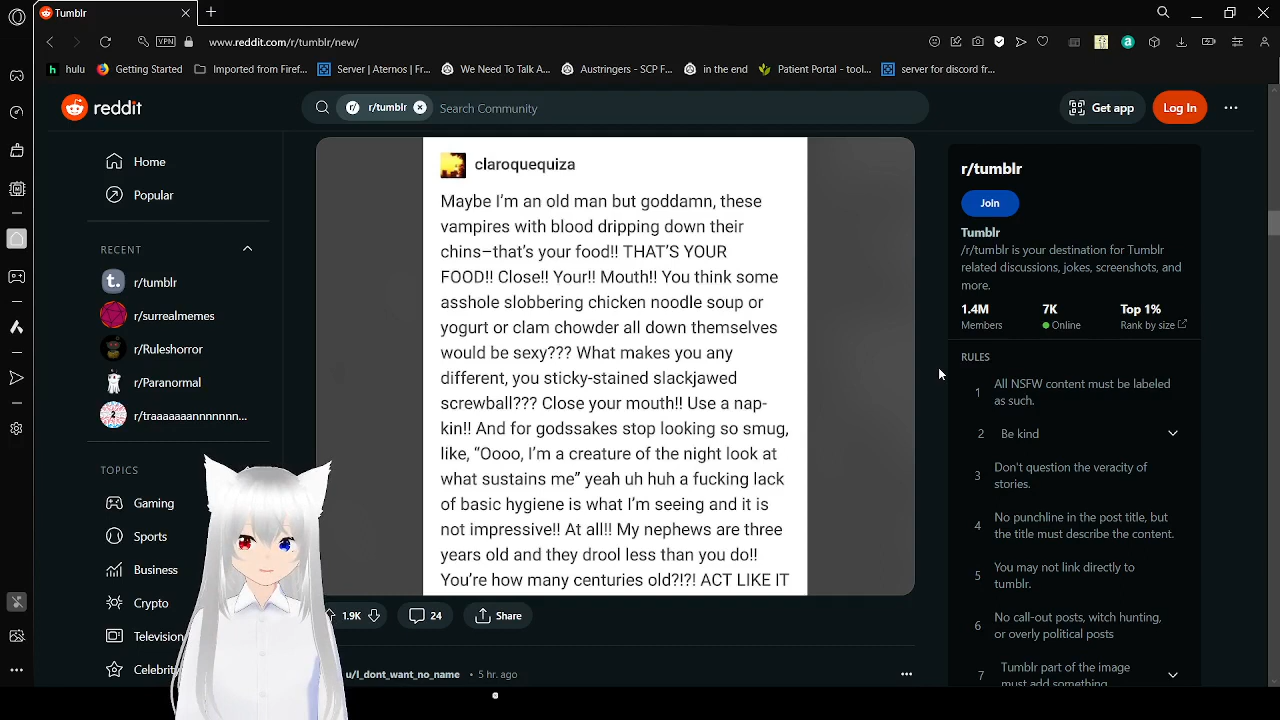 Tumblr
VPN
www.reddit.com/r/tumblr/new/
hulu
Getting Started
Imported from Firef...
Server | Aternos | Fr...
We Need To Talk A...
Austringers - SCP F...
in the end
Patient Portal - tool...
server for discord fr...
reddit
r/tumblr
Search Community
Get app
Log In
Home
Popular
RECENT
r/tumblr
r/surrealmemes
r/Ruleshorror
r/Paranormal
r/traaaaaaannnnnnn...
TOPICS
Gaming
Sports
Business
Crypto
Television
Celebrity
claroquequiza
Maybe I'm an old man but goddamn, these
vampires with blood dripping down their
chins–that's your food!! THAT'S YOUR
FOOD!! Close!! Your!! Mouth!! You think some
asshole slobbering chicken noodle soup or
yogurt or clam chowder all down themselves
would be sexy??? What makes you any
different, you sticky-stained slackjawed
screwball??? Close your mouth!! Use a nap-
kin!! And for godssakes stop looking so smug,
like, “Oooo, I'm a creature of the night look at
what sustains me” yeah uh huh a fucking lack
of basic hygiene is what I'm seeing and it is
not impressive!! At all!! My nephews are three
years old and they drool less than you do!!
You're how many centuries old?!?! ACT LIKE IT
1.9K
24
Share
u/I_dont_want_no_name • 5 hr. ago
r/tumblr
Join
Tumblr
/r/tumblr is your destination for Tumblr
related discussions, jokes, screenshots, and
more.
1.4M
Members
7K
Online
Top 1%
Rank by size
RULES
1 All NSFW content must be labeled
as such.
2 Be kind
3 Don't question the veracity of
stories.
4 No punchline in the post title, but
the title must describe the content.
5 You may not link directly to
tumblr.
6 No call-out posts, witch hunting,
or overly political posts
7 Tumblr part of the image
must add something